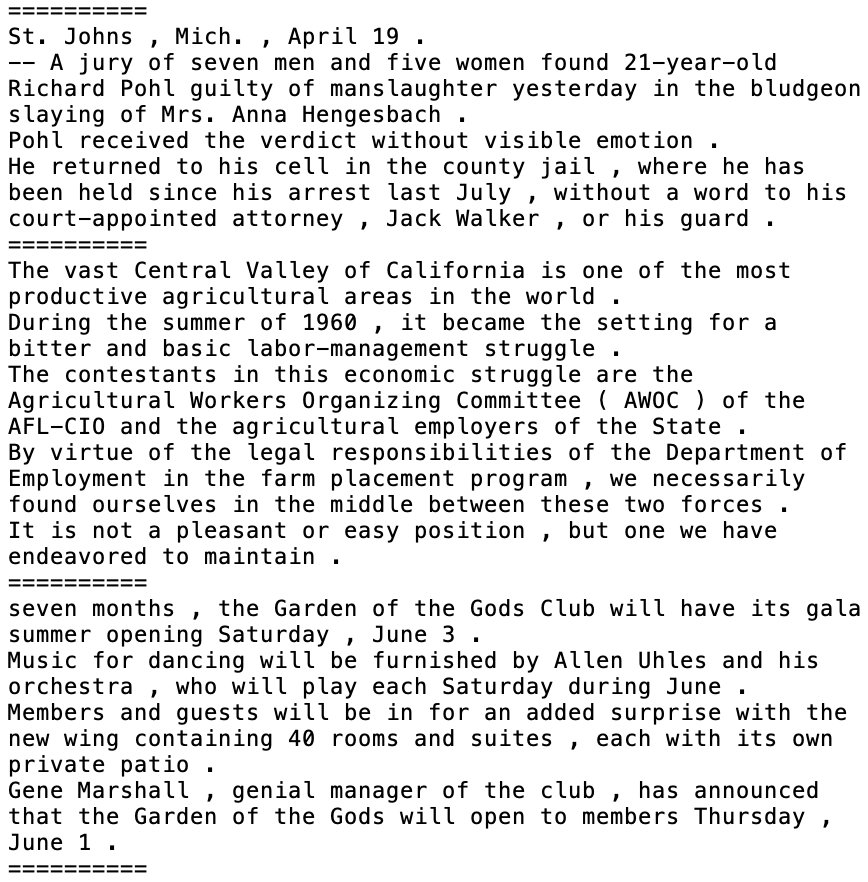 ==========
St. Johns , Mich. , April 19 .
-- A jury of seven men and five women found 21-year-old
Richard Pohl guilty of manslaughter yesterday in the bludgeon
slaying of Mrs. Anna Hengesbach .
Pohl received the verdict without visible emotion .
He returned to his cell in the county jail , where he has
been held since his arrest last July , without a word to his
court-appointed attorney , Jack Walker , or his guard .
==========
The vast Central Valley of California is one of the most
productive agricultural areas in the world .
During the summer of 1960 , it became the setting for a
bitter and basic labor-management struggle .
The contestants in this economic struggle are the
Agricultural Workers Organizing Committee ( AWOC ) of the
AFL-CIO and the agricultural employers of the State .
By virtue of the legal responsibilities of the Department of
Employment in the farm placement program , we necessarily
found ourselves in the middle between these two forces .
It is not a pleasant or easy position , but one we have
endeavored to maintain .
==========
seven months , the Garden of the Gods Club will have its gala
summer opening Saturday , June 3 .
Music for dancing will be furnished by Allen Uhles and his
orchestra , who will play each Saturday during June .
Members and guests will be in for an added surprise with the
new wing containing 40 rooms and suites , each with its own
private patio .
Gene Marshall , genial manager of the club , has announced
that the Garden of the Gods will open to members Thursday ,
June 1 .
==========